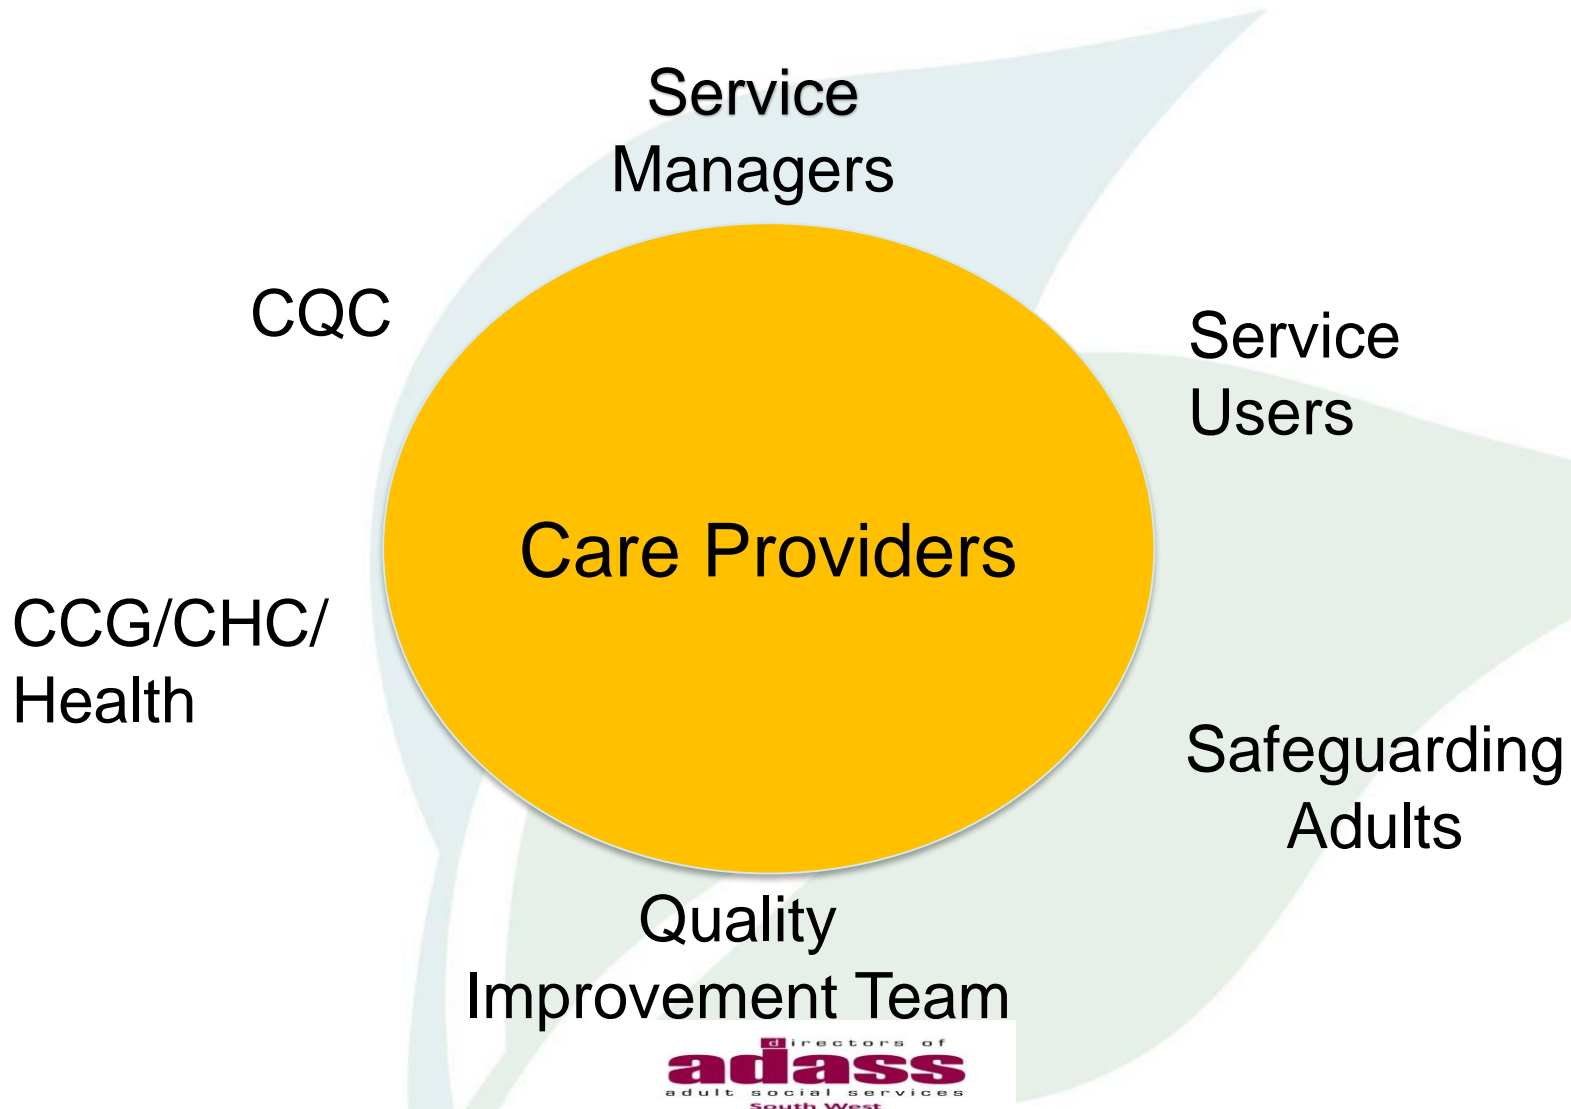 Service
Managers
CQC
Service
Users
Care Providers
CCG/CHC/
Health
Safeguarding
Adults
Quality
Improvement Team
directors of
adass
adult social services
South West